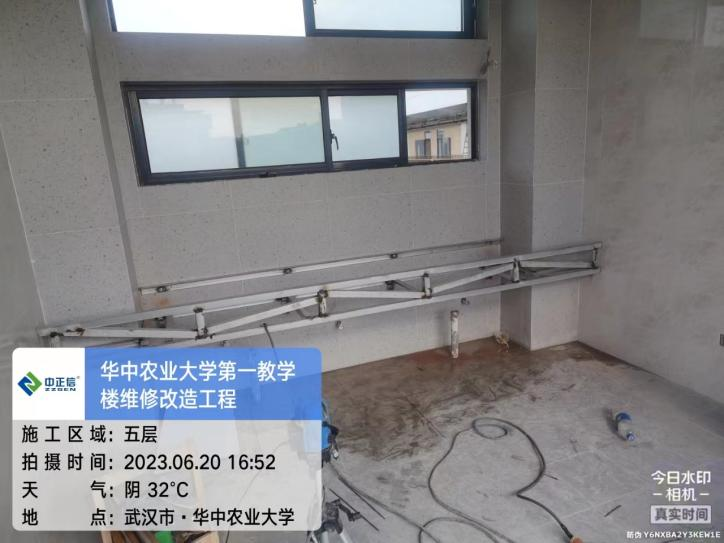 中正信
ZZDEN
华中农业大学第一教学
楼维修改造工程
施工区域：五层
拍摄时间：2023.06.20 16:52
天气：阴 32℃
地点：武汉市·华中农业大学
今日水印
-相机-
真实时间
防伪 Y6NXBA2Y3KEW1E